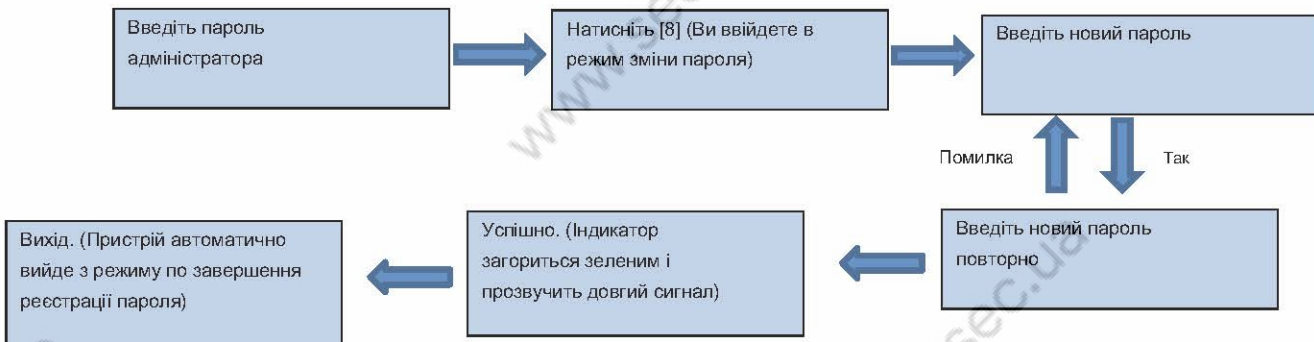 Введіть пароль
адміністратора
Натисніть [8] (Ви ввійдете в
режим зміни пароля)
Введіть новий пароль
Помилка
Так
Введіть новий пароль
повторно
Успішно. (Індикатор
загориться зеленим і
прозвучить довгий сигнал)
Вихід. (Пристрій автоматично
вийде з режиму по завершення
реєстрації пароля)